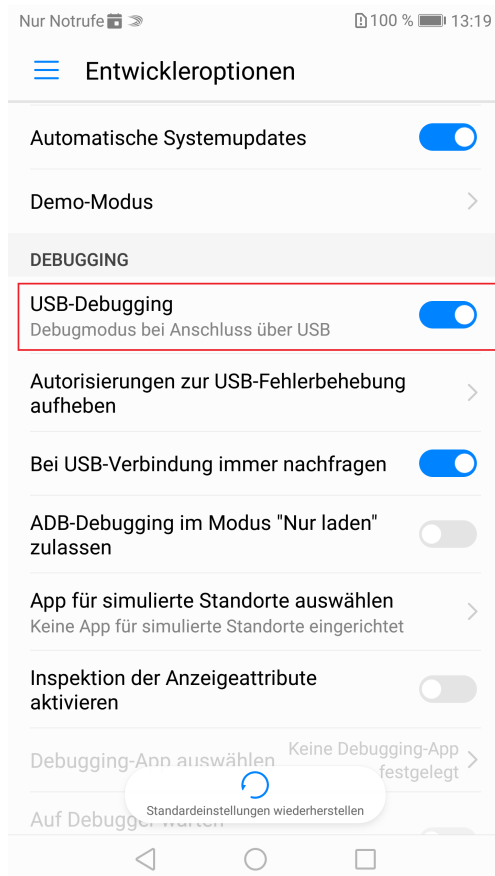 Nur Notrufe 100 % 13:19
Entwickleroptionen
Automatische Systemupdates
Demo-Modus
DEBUGGING
USB-Debugging
Debugmodus bei Anschluss über USB
Autorisierungen zur USB-Fehlerbehebung
aufheben
Bei USB-Verbindung immer nachfragen
ADB-Debugging im Modus "Nur laden"
zulassen
App für simulierte Standorte auswählen
Keine App für simulierte Standorte eingerichtet
Inspektion der Anzeigeattribute
aktivieren
Debugging-App auswählen Keine Debugging-App
festgelegt
Standardeinstellungen wiederherstellen
Auf Debugger warten